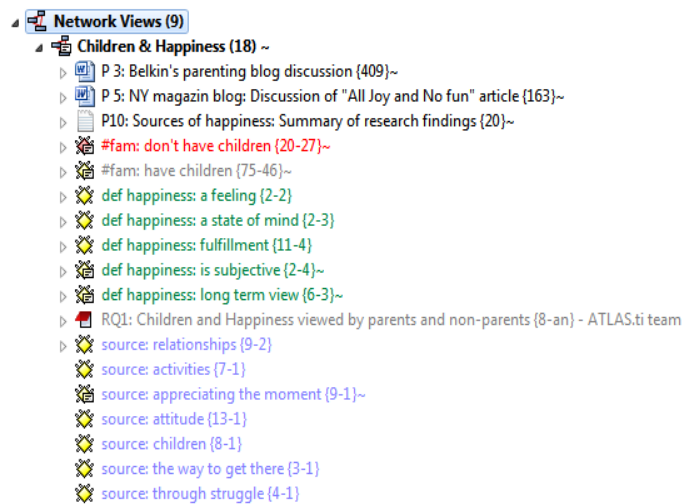 Network Views (9)
Children & Happiness (18) ~
P 3: Belkin's parenting blog discussion {409}~
P 5: NY magazin blog: Discussion of "All Joy and No fun" article {163}~
P10: Sources of happiness: Summary of research findings {20}~
#fam: don't have children {20-27}~
#fam: have children {75-46}~
def happiness: a feeling {2-2}
def happiness: a state of mind {2-3}
def happiness: fulfillment {11-4}
def happiness: is subjective {2-4}~
def happiness: long term view {6-3}~
RQ1: Children and Happiness viewed by parents and non-parents {8-an} - ATLAS.ti team
source: relationships {9-2}
source: activities {7-1}
source: appreciating the moment {9-1}~
source: attitude {13-1}
source: children {8-1}
source: the way to get there {3-1}
source: through struggle {4-1}